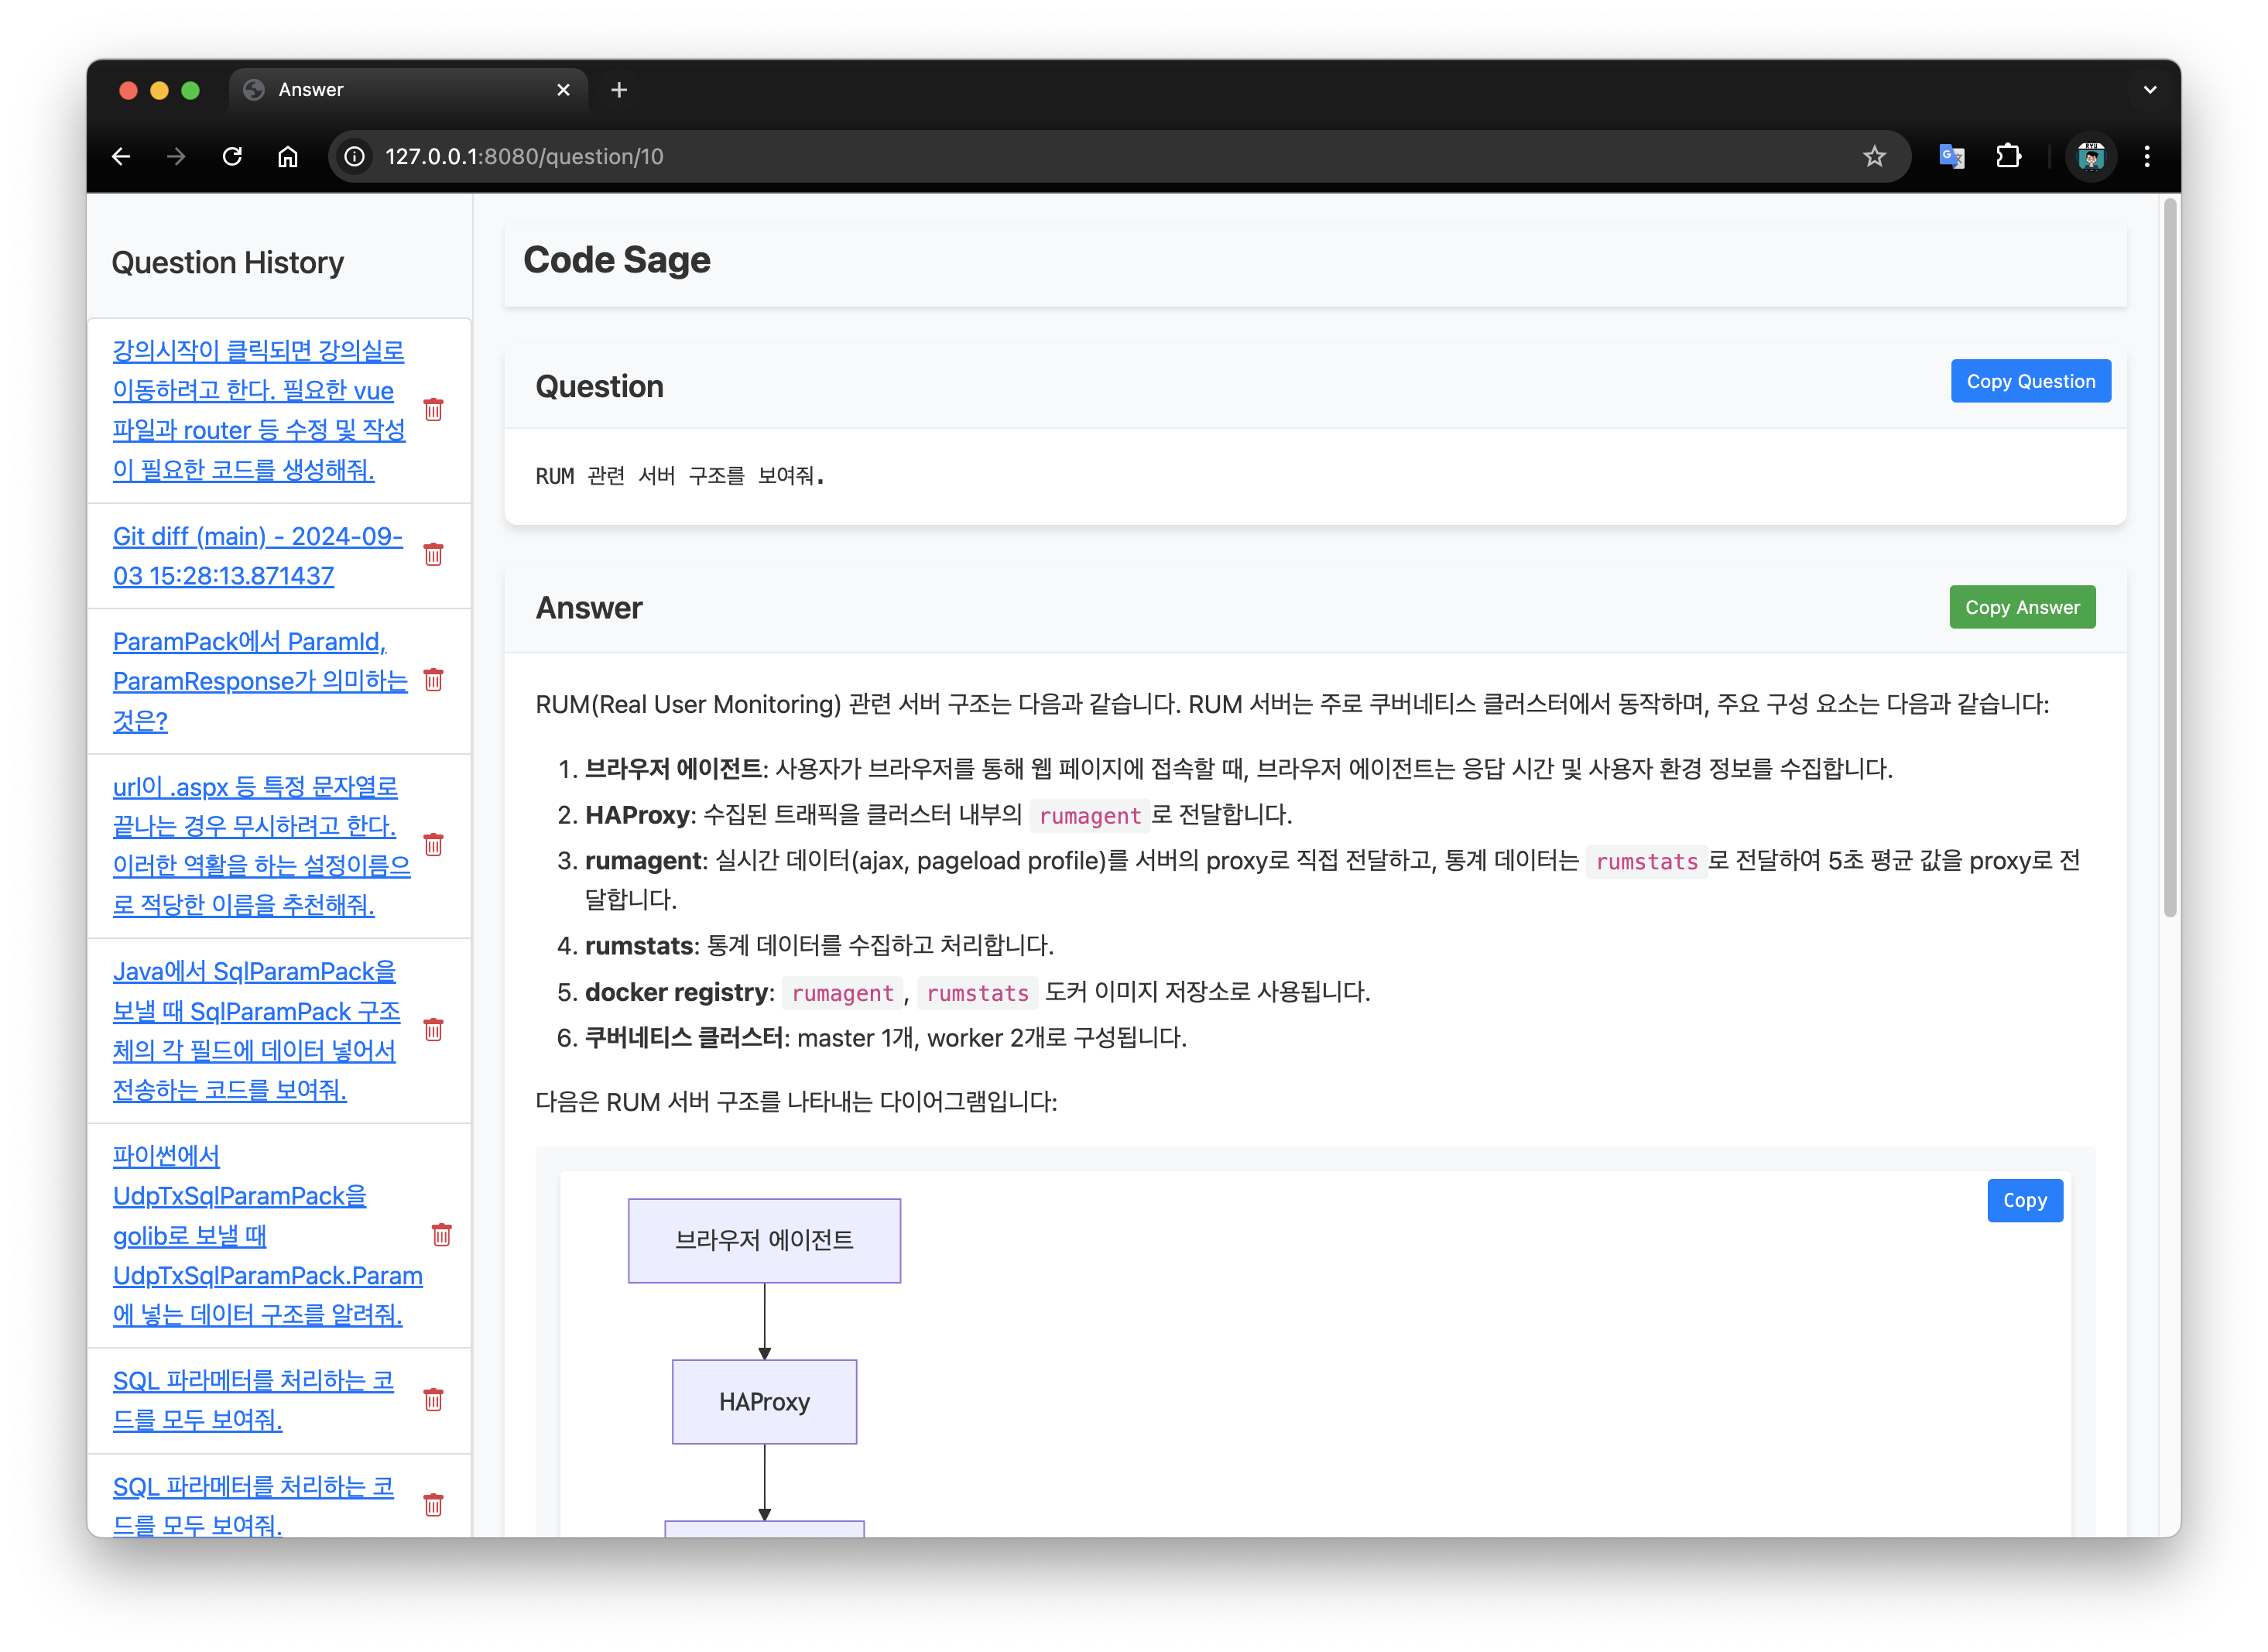 Answer
127.0.0.1:8080/question/10
Question History
강의시작이 클릭되면 강의실로
이동하려고 한다. 필요한 vue
파일과 router 등 수정 및 작성
이 필요한 코드를 생성해줘.
Git diff (main) - 2024-09-
03 15:28:13.871437
ParamPack에서 ParamId,
ParamResponse가 의미하는
것은?
url이 .aspx 등 특정 문자열로
끝나는 경우 무시하려고 한다.
이러한 역활을 하는 설정이름으
로 적당한 이름을 추천해줘.
Java에서 SqlParamPack을
보낼 때 SqlParamPack 구조
체의 각 필드에 데이터 넣어서
전송하는 코드를 보여줘.
파이썬에서
UdpTxSqlParamPack을
golib로 보낼 때
UdpTxSqlParamPack.Param
에 넣는 데이터 구조를 알려줘.
SQL 파라메터를 처리하는 코
드를 모두 보여줘.
SQL 파라메터를 처리하는 코
드를 모두 보여줘.
Code Sage
Question
Copy Question
RUM 관련 서버 구조를 보여줘.
Answer
Copy Answer
RUM(Real User Monitoring) 관련 서버 구조는 다음과 같습니다. RUM 서버는 주로 쿠버네티스 클러스터에서 동작하며, 주요 구성 요소는 다음과 같습니다:
1. 브라우저 에이전트: 사용자가 브라우저를 통해 웹 페이지에 접속할 때, 브라우저 에이전트는 응답 시간 및 사용자 환경 정보를 수집합니다.
2. HAProxy: 수집된 트래픽을 클러스터 내부의 rumagent로 전달합니다.
3. rumagent: 실시간 데이터(ajax, pageload profile)를 서버의 proxy로 직접 전달하고, 통계 데이터는 rumstats로 전달하여 5초 평균 값을 proxy로 전
달합니다.
4. rumstats: 통계 데이터를 수집하고 처리합니다.
5. docker registry: rumagent, rumstats 도커 이미지 저장소로 사용됩니다.
6. 쿠버네티스 클러스터: master 1개, worker 2개로 구성됩니다.
다음은 RUM 서버 구조를 나타내는 다이어그램입니다:
Copy
브라우저 에이전트
HAProxy